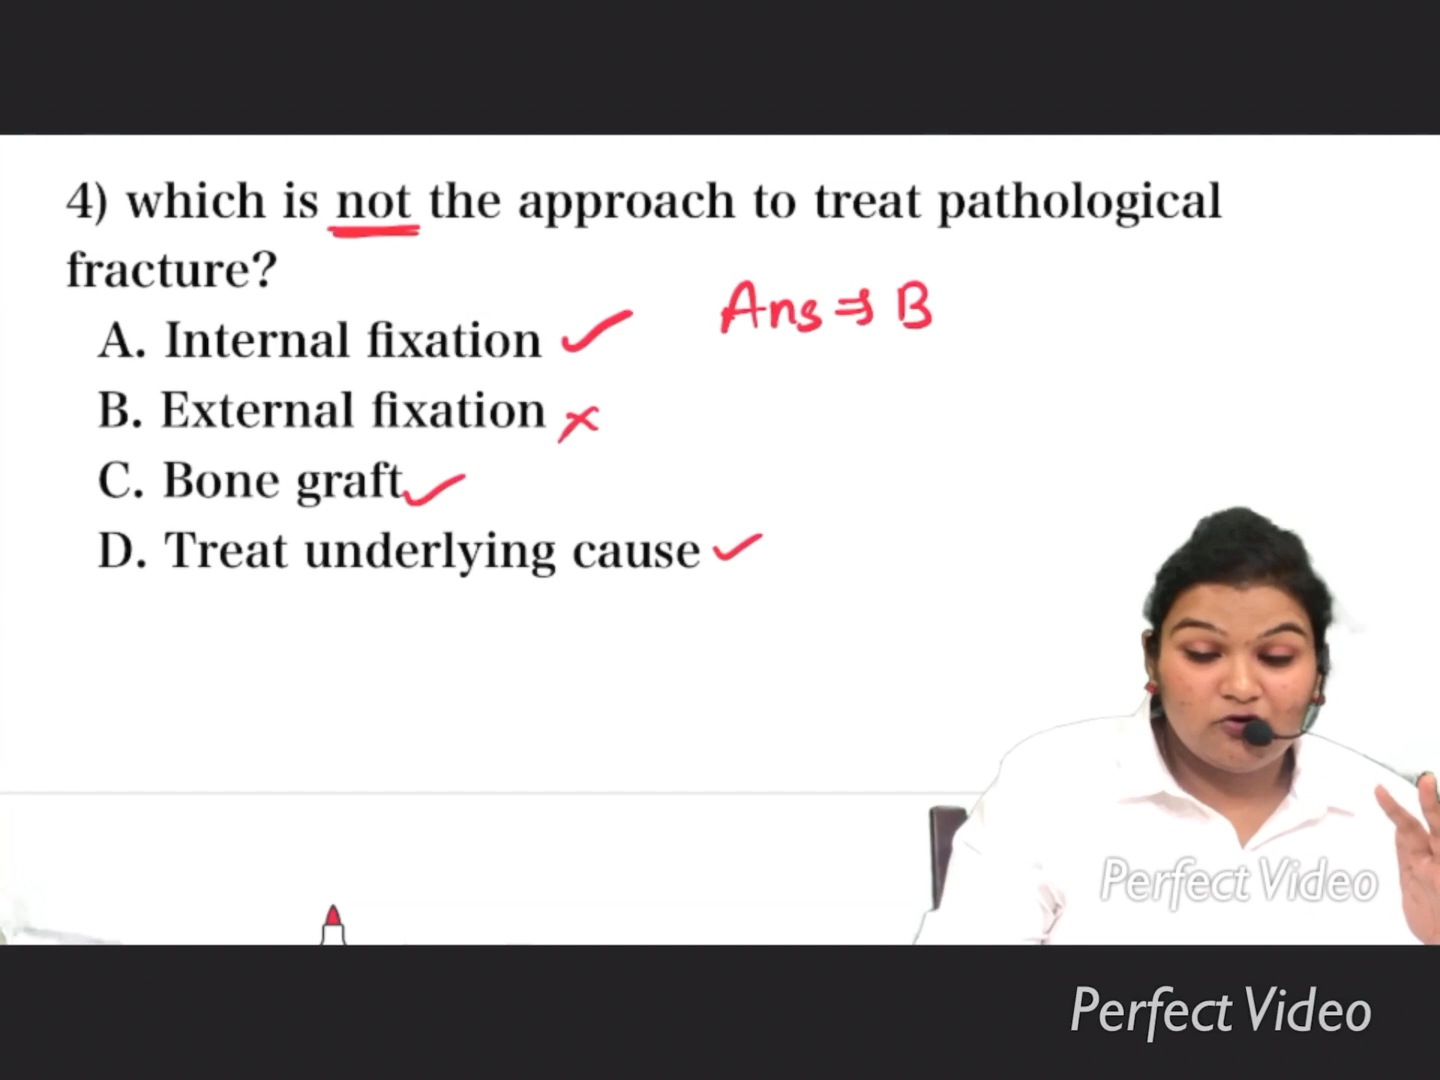 4) which is not the approach to treat pathological
fracture?
Ans ⇒ B
A. Internal fixation ✓
B. External fixation ✗
C. Bone graft ✓
D. Treat underlying cause ✓
Perfect Video
Perfect Video